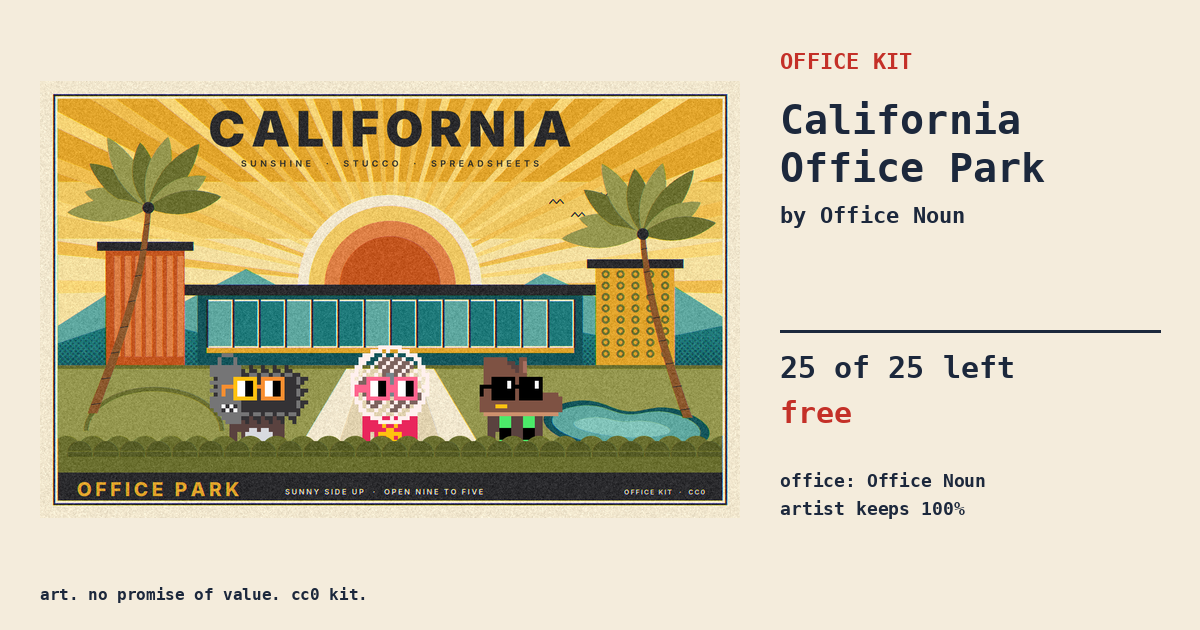 CALIFORNIA
SUNSHINE · STUCCO · SPREADSHEETS
OFFICE PARK
SUNNY SIDE UP · OPEN NINE TO FIVE
OFFICE KIT · CC0
OFFICE KIT
California
Office Park
by Office Noun
25 of 25 left
free
office: Office Noun
artist keeps 100%
art. no promise of value. cc0 kit.